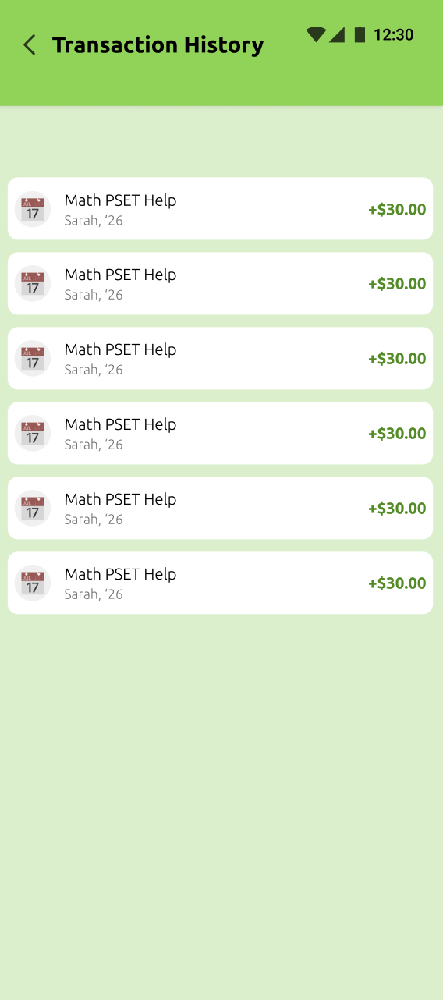 Transaction History
12:30
JUL
17
Math PSET Help
Sarah, ‘26
+$30.00
JUL
17
Math PSET Help
Sarah, ‘26
+$30.00
JUL
17
Math PSET Help
Sarah, ‘26
+$30.00
JUL
17
Math PSET Help
Sarah, ‘26
+$30.00
JUL
17
Math PSET Help
Sarah, ‘26
+$30.00
JUL
17
Math PSET Help
Sarah, ‘26
+$30.00